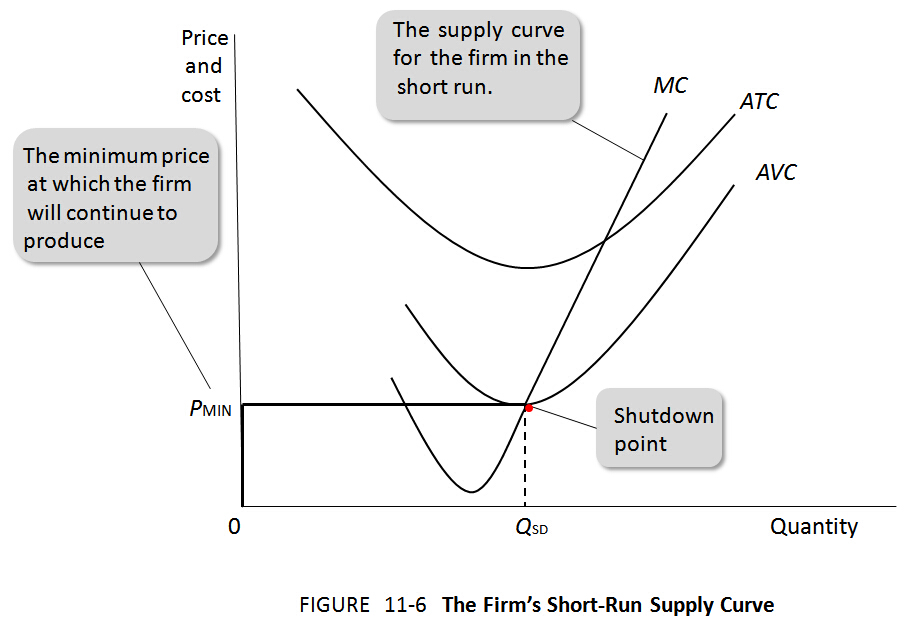 Price
and
cost
The supply curve
for the firm in the
short run.
MC
ATC
AVC
The minimum price
at which the firm
will continue to
produce
PMIN
Shutdown
point
0
QSD
Quantity
FIGURE 11-6 The Firm’s Short-Run Supply Curve